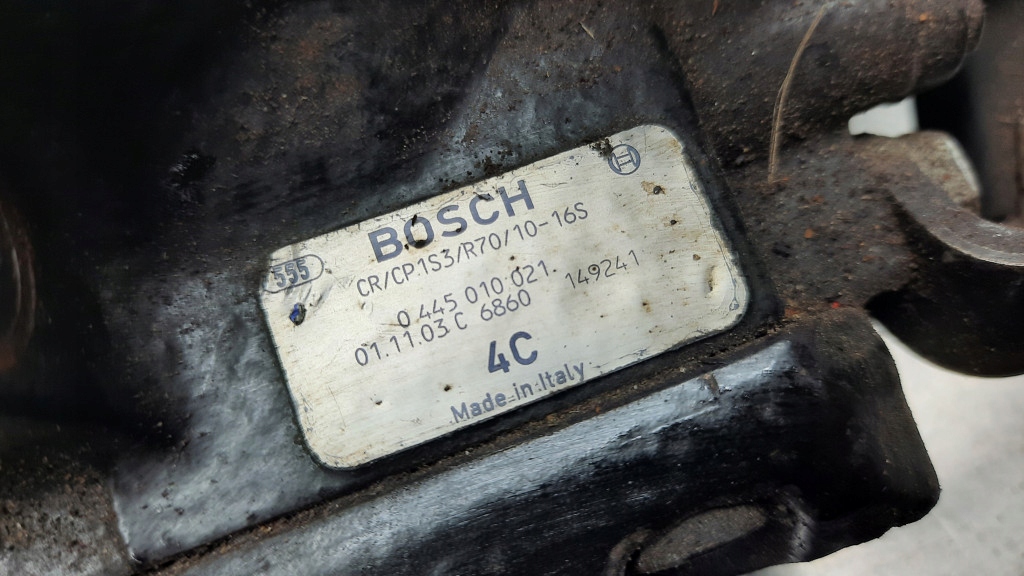 BOSCH
555
CR/CP1S3/R70/10-16S
0 445 010 021. 149241
01.11.03 C 6860
4C
Made in Italy